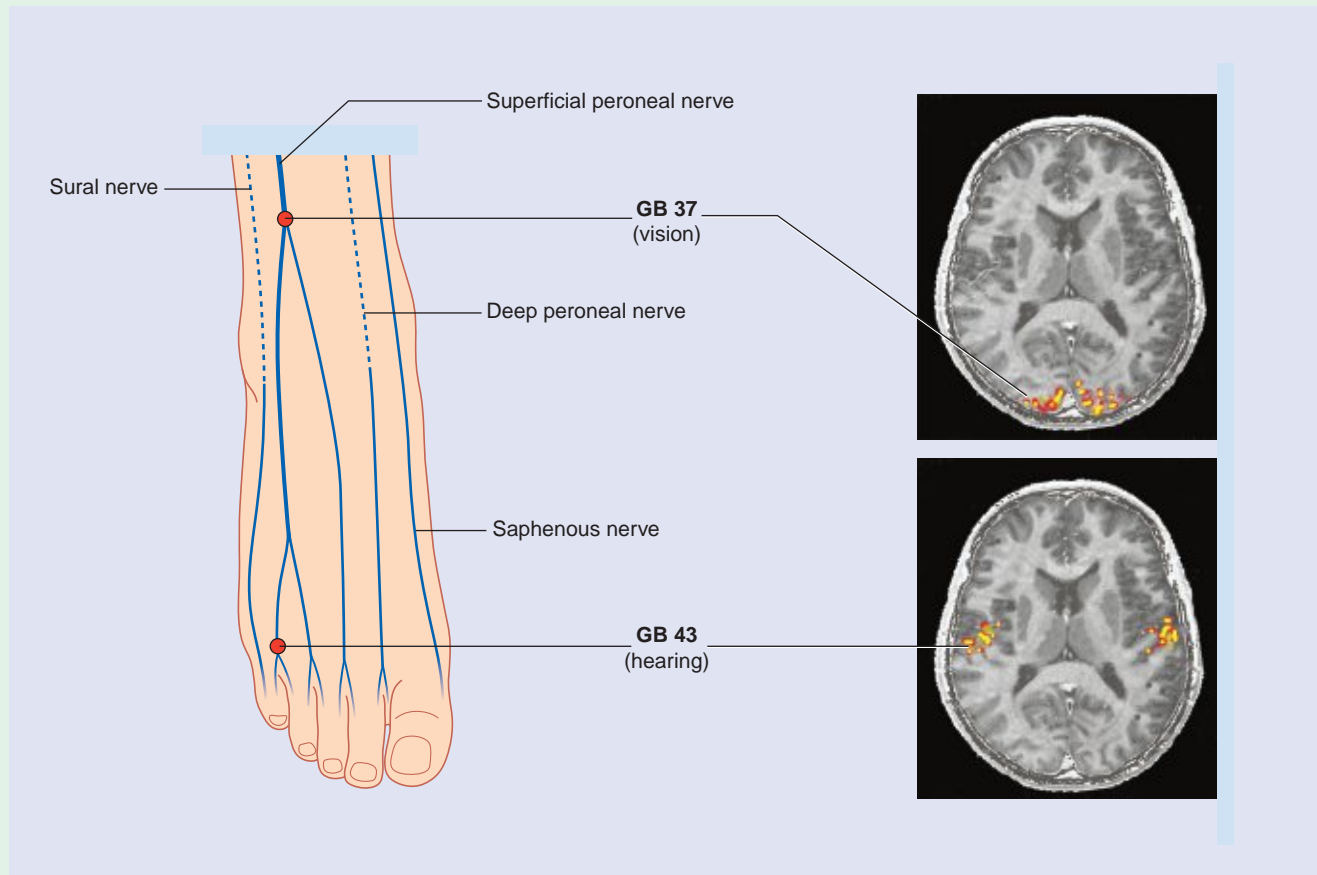 Superficial peroneal nerve
Sural nerve
GB 37
(vision)
Deep peroneal nerve
Saphenous nerve
GB 43
(hearing)